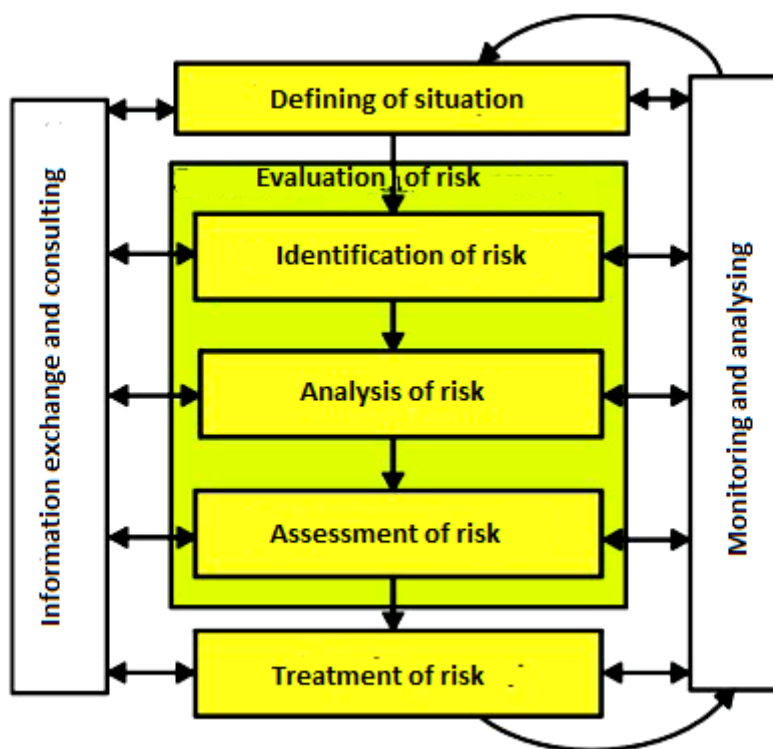 Defining of situation
Evaluation of risk
Identification of risk
Analysis of risk
Assessment of risk
Treatment of risk
Information exchange and consulting
Monitoring and analysing